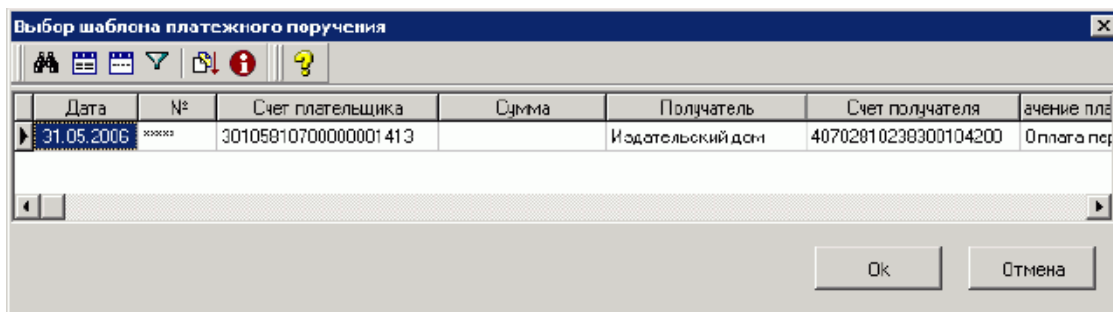 Выбор шаблона платежного поручения
Дата № Счет плательщика Сумма Получатель Счет получателя ачение пла
31.05.2006 ***** 30105810700000001413 Издательский дом 40702810238300104200 Оплата пер
Ok Отмена